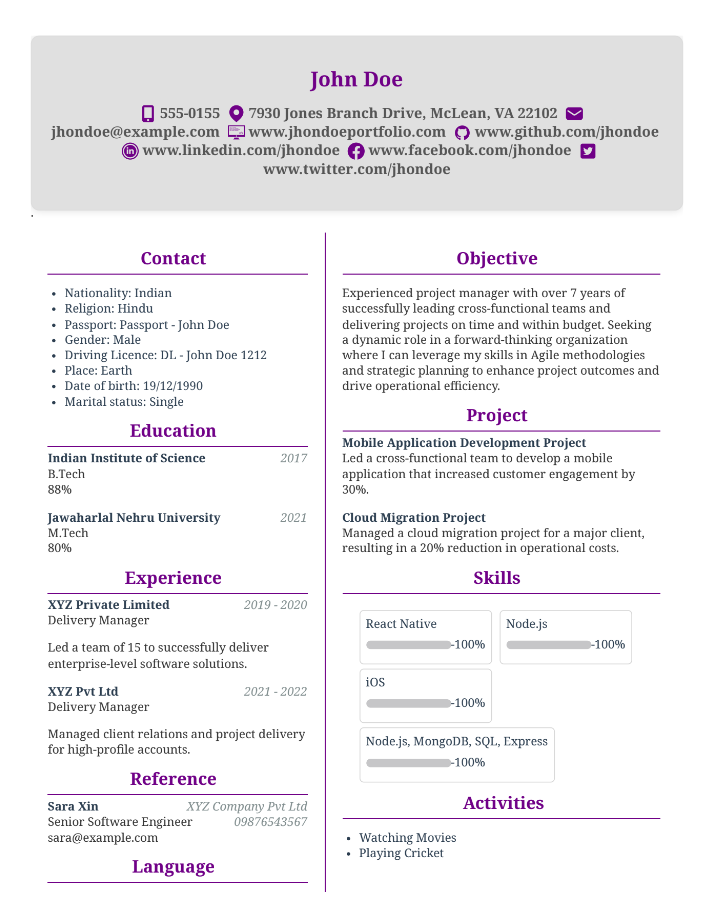 John Doe
555-0155 7930 Jones Branch Drive, McLean, VA 22102
jhondoe@example.com www.jhondoeportfolio.com www.github.com/jhondoe
www.linkedin.com/jhondoe www.facebook.com/jhondoe
www.twitter.com/jhondoe
.
Contact
• Nationality: Indian
• Religion: Hindu
• Passport: Passport - John Doe
• Gender: Male
• Driving Licence: DL - John Doe 1212
• Place: Earth
• Date of birth: 19/12/1990
• Marital status: Single
Education
Indian Institute of Science 2017
B.Tech
88%
Jawaharlal Nehru University 2021
M.Tech
80%
Experience
XYZ Private Limited 2019 - 2020
Delivery Manager
Led a team of 15 to successfully deliver
enterprise-level software solutions.
XYZ Pvt Ltd 2021 - 2022
Delivery Manager
Managed client relations and project delivery
for high-profile accounts.
Reference
Sara Xin XYZ Company Pvt Ltd
Senior Software Engineer 09876543567
sara@example.com
Language
Objective
Experienced project manager with over 7 years of
successfully leading cross-functional teams and
delivering projects on time and within budget. Seeking
a dynamic role in a forward-thinking organization
where I can leverage my skills in Agile methodologies
and strategic planning to enhance project outcomes and
drive operational efficiency.
Project
Mobile Application Development Project
Led a cross-functional team to develop a mobile
application that increased customer engagement by
30%.
Cloud Migration Project
Managed a cloud migration project for a major client,
resulting in a 20% reduction in operational costs.
Skills
React Native Node.js
-100% -100%
iOS
-100%
Node.js, MongoDB, SQL, Express
-100%
Activities
• Watching Movies
• Playing Cricket